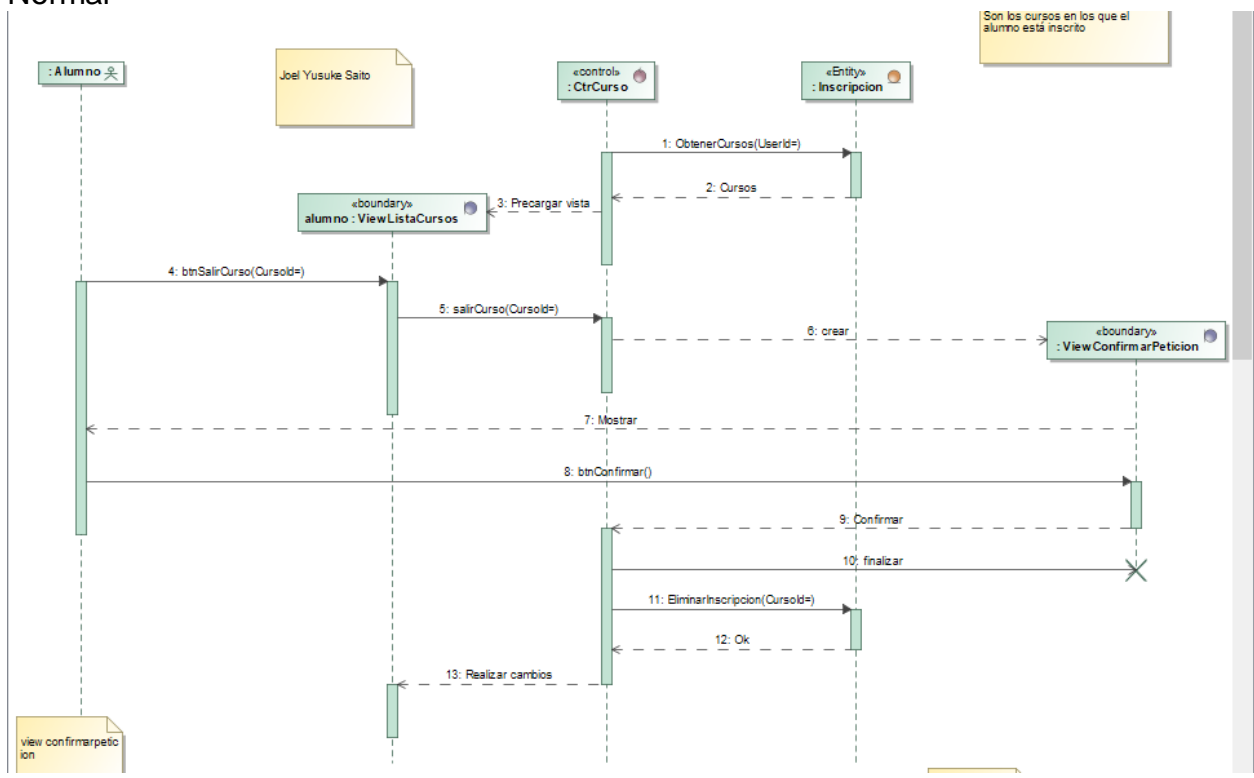 Normal
Son los cursos en los que el
alumno está inscrito
: Alumno
Joel Yusuke Saito
«control»
: CtrCurso
«Entity»
: Inscripcion
1: ObtenerCursos(UserId=)
2: Cursos
«boundary»
alumno : ViewListaCursos
3: Precargar vista
4: btnSalirCurso(CursoId=)
5: salirCurso(CursoId=)
6: crear
«boundary»
: ViewConfirmarPeticion
7: Mostrar
8: btnConfirmar()
9: Confirmar
10: finalizar
11: EliminarInscripcion(CursoId=)
12: Ok
13: Realizar cambios
view confirmarpetic
ion